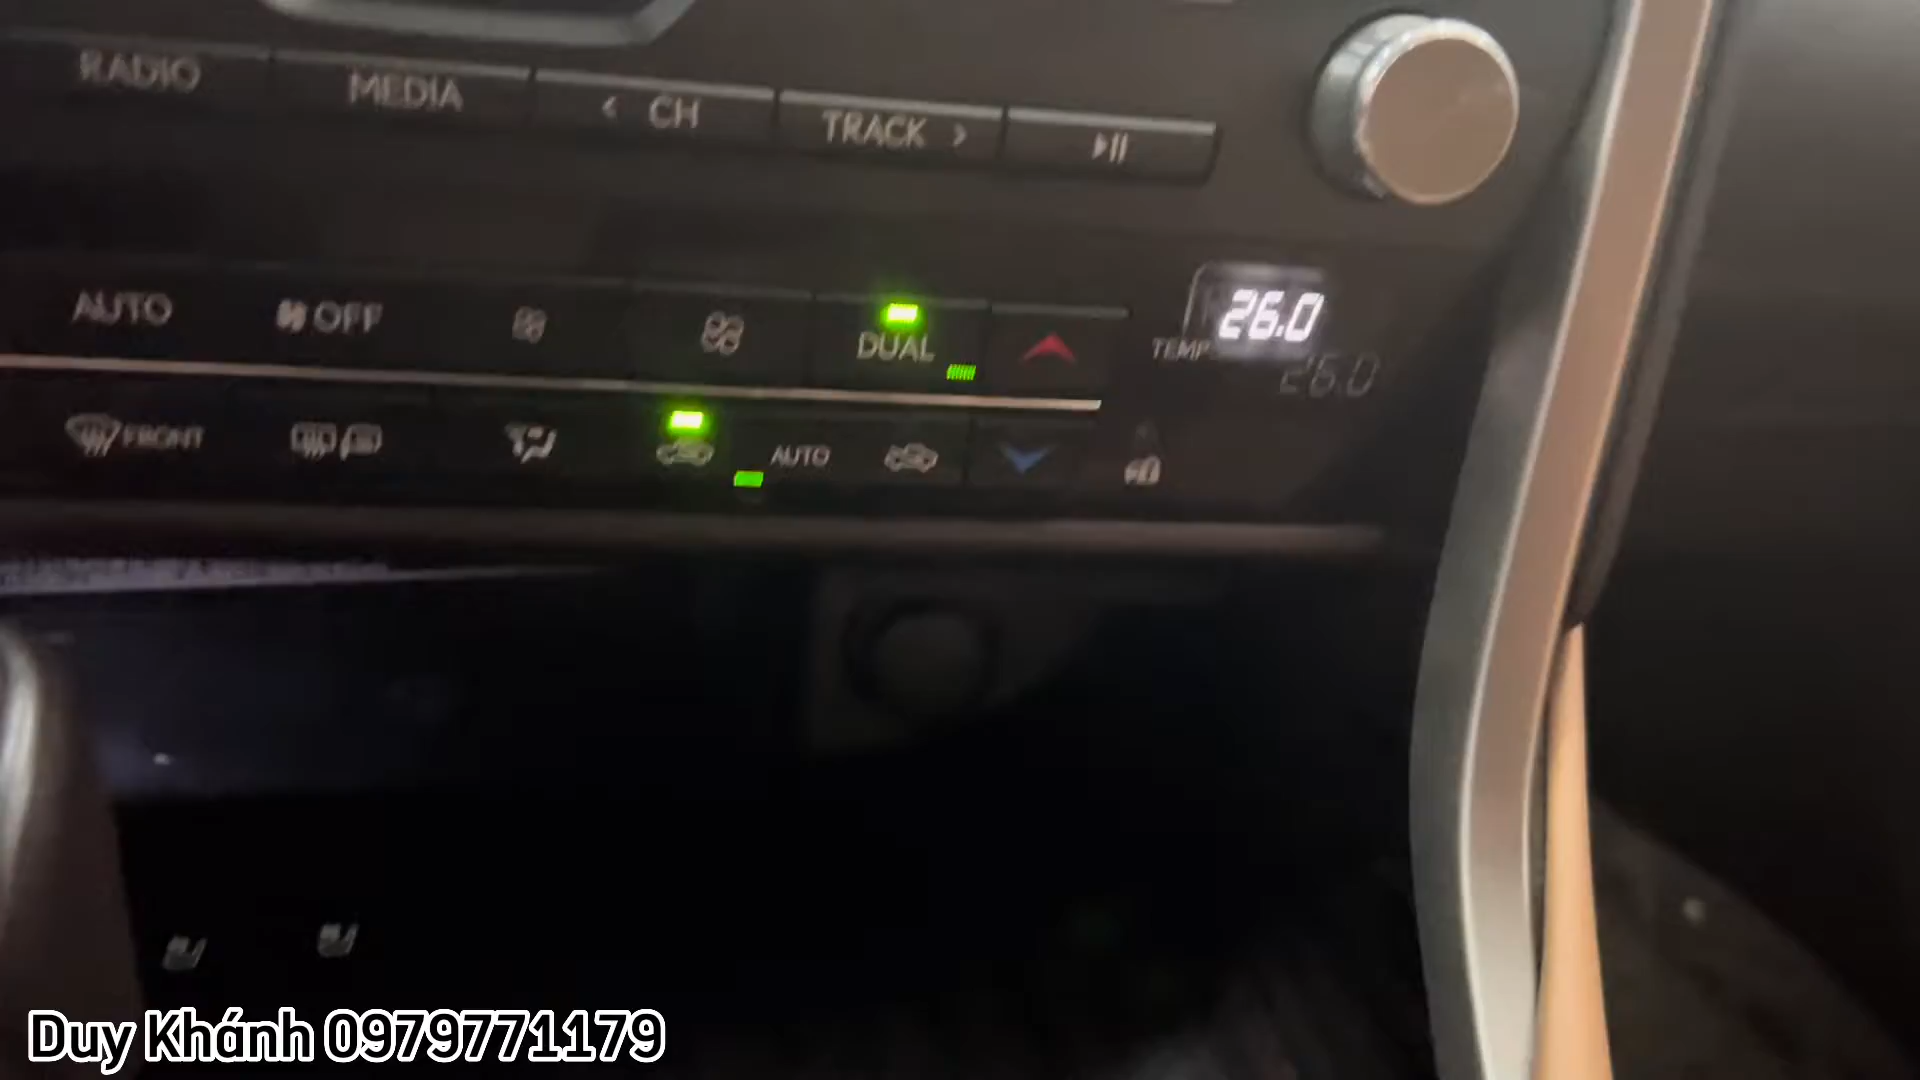 RADIO
MEDIA
< CH
TRACK >
AUTO
OFF
DUAL
TEMP
26.0
26.0
FRONT
AUTO
Duy Khánh 0979771179